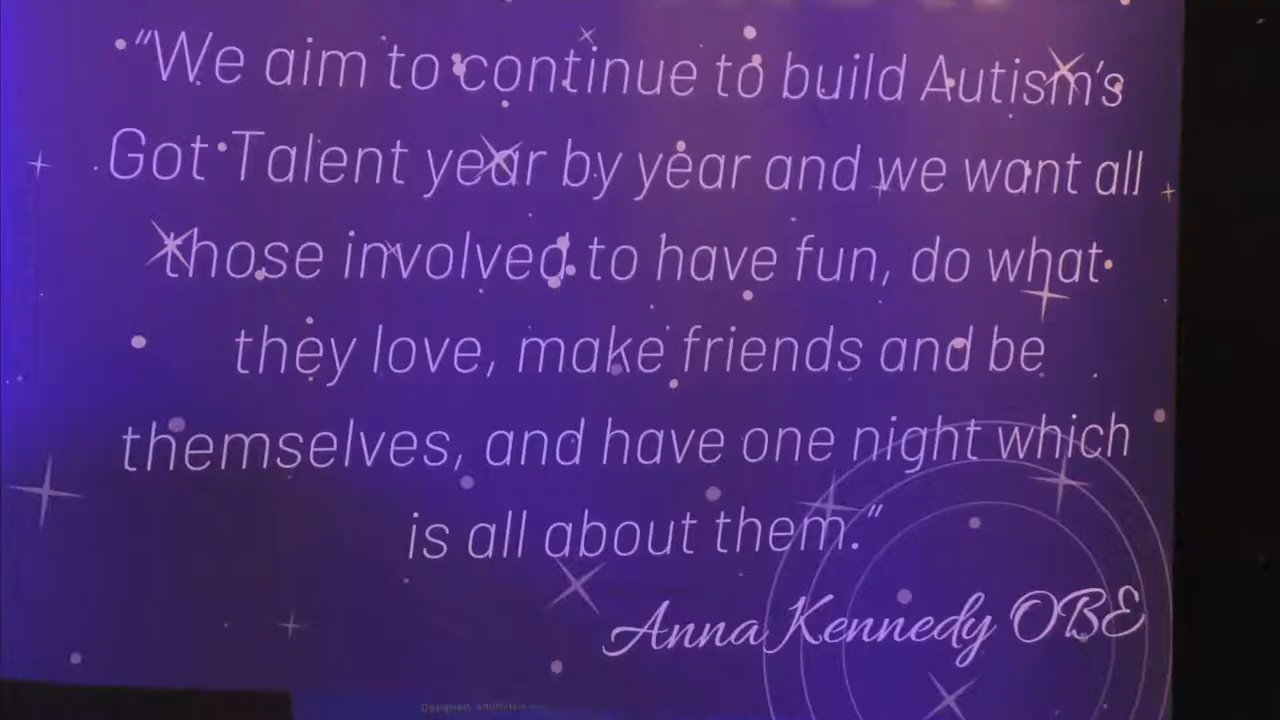 “We aim to continue to build Autism’s
Got Talent year by year and we want all
those involved to have fun, do what
they love, make friends and be
themselves, and have one night which
is all about them.”
Anna Kennedy OBE
Designed,